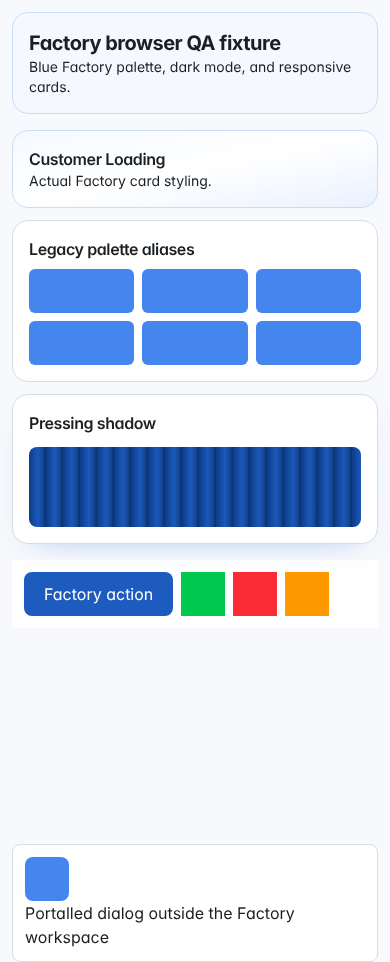 Factory browser QA fixture
Blue Factory palette, dark mode, and responsive
cards.
Customer Loading
Actual Factory card styling.
Legacy palette aliases
Pressing shadow
Factory action
Portalled dialog outside the Factory
workspace